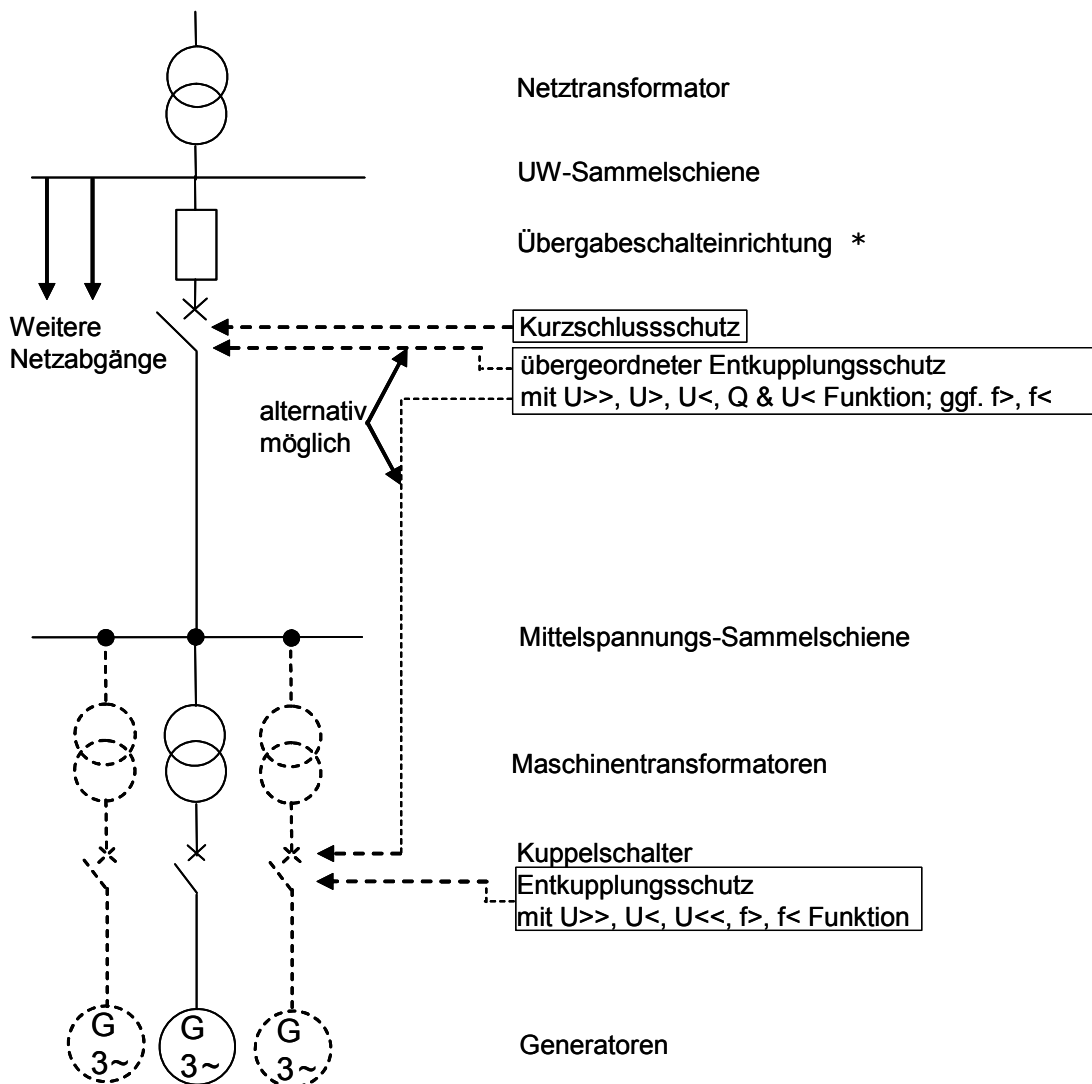 Netztransformator
UW-Sammelschiene
Übergabeschalteinrichtung *
Weitere
Netzabgänge
Kurzschlussschutz
übergeordneter Entkupplungsschutz
mit U>>, U>, U<, Q & U< Funktion; ggf. f>, f<
alternativ
möglich
Mittelspannungs-Sammelschiene
Maschinentransformatoren
Kuppelschalter
Entkupplungsschutz
mit U>>, U<, U<<, f>, f< Funktion
G
3~
G
3~
G
3~
Generatoren